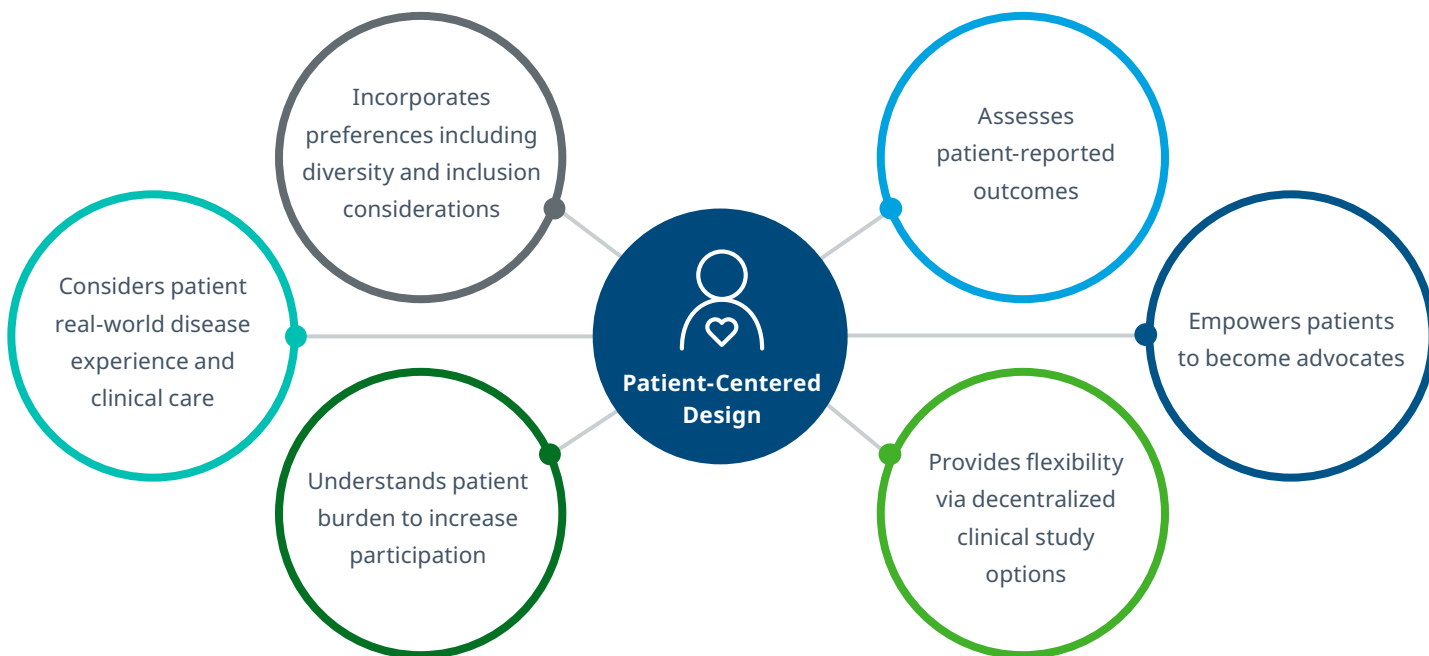 Incorporates
preferences including
diversity and inclusion
considerations
Assesses
patient-reported
outcomes
Considers patient
real-world disease
experience and
clinical care
Patient-Centered
Design
Empowers patients
to become advocates
Understands patient
burden to increase
participation
Provides flexibility
via decentralized
clinical study
options